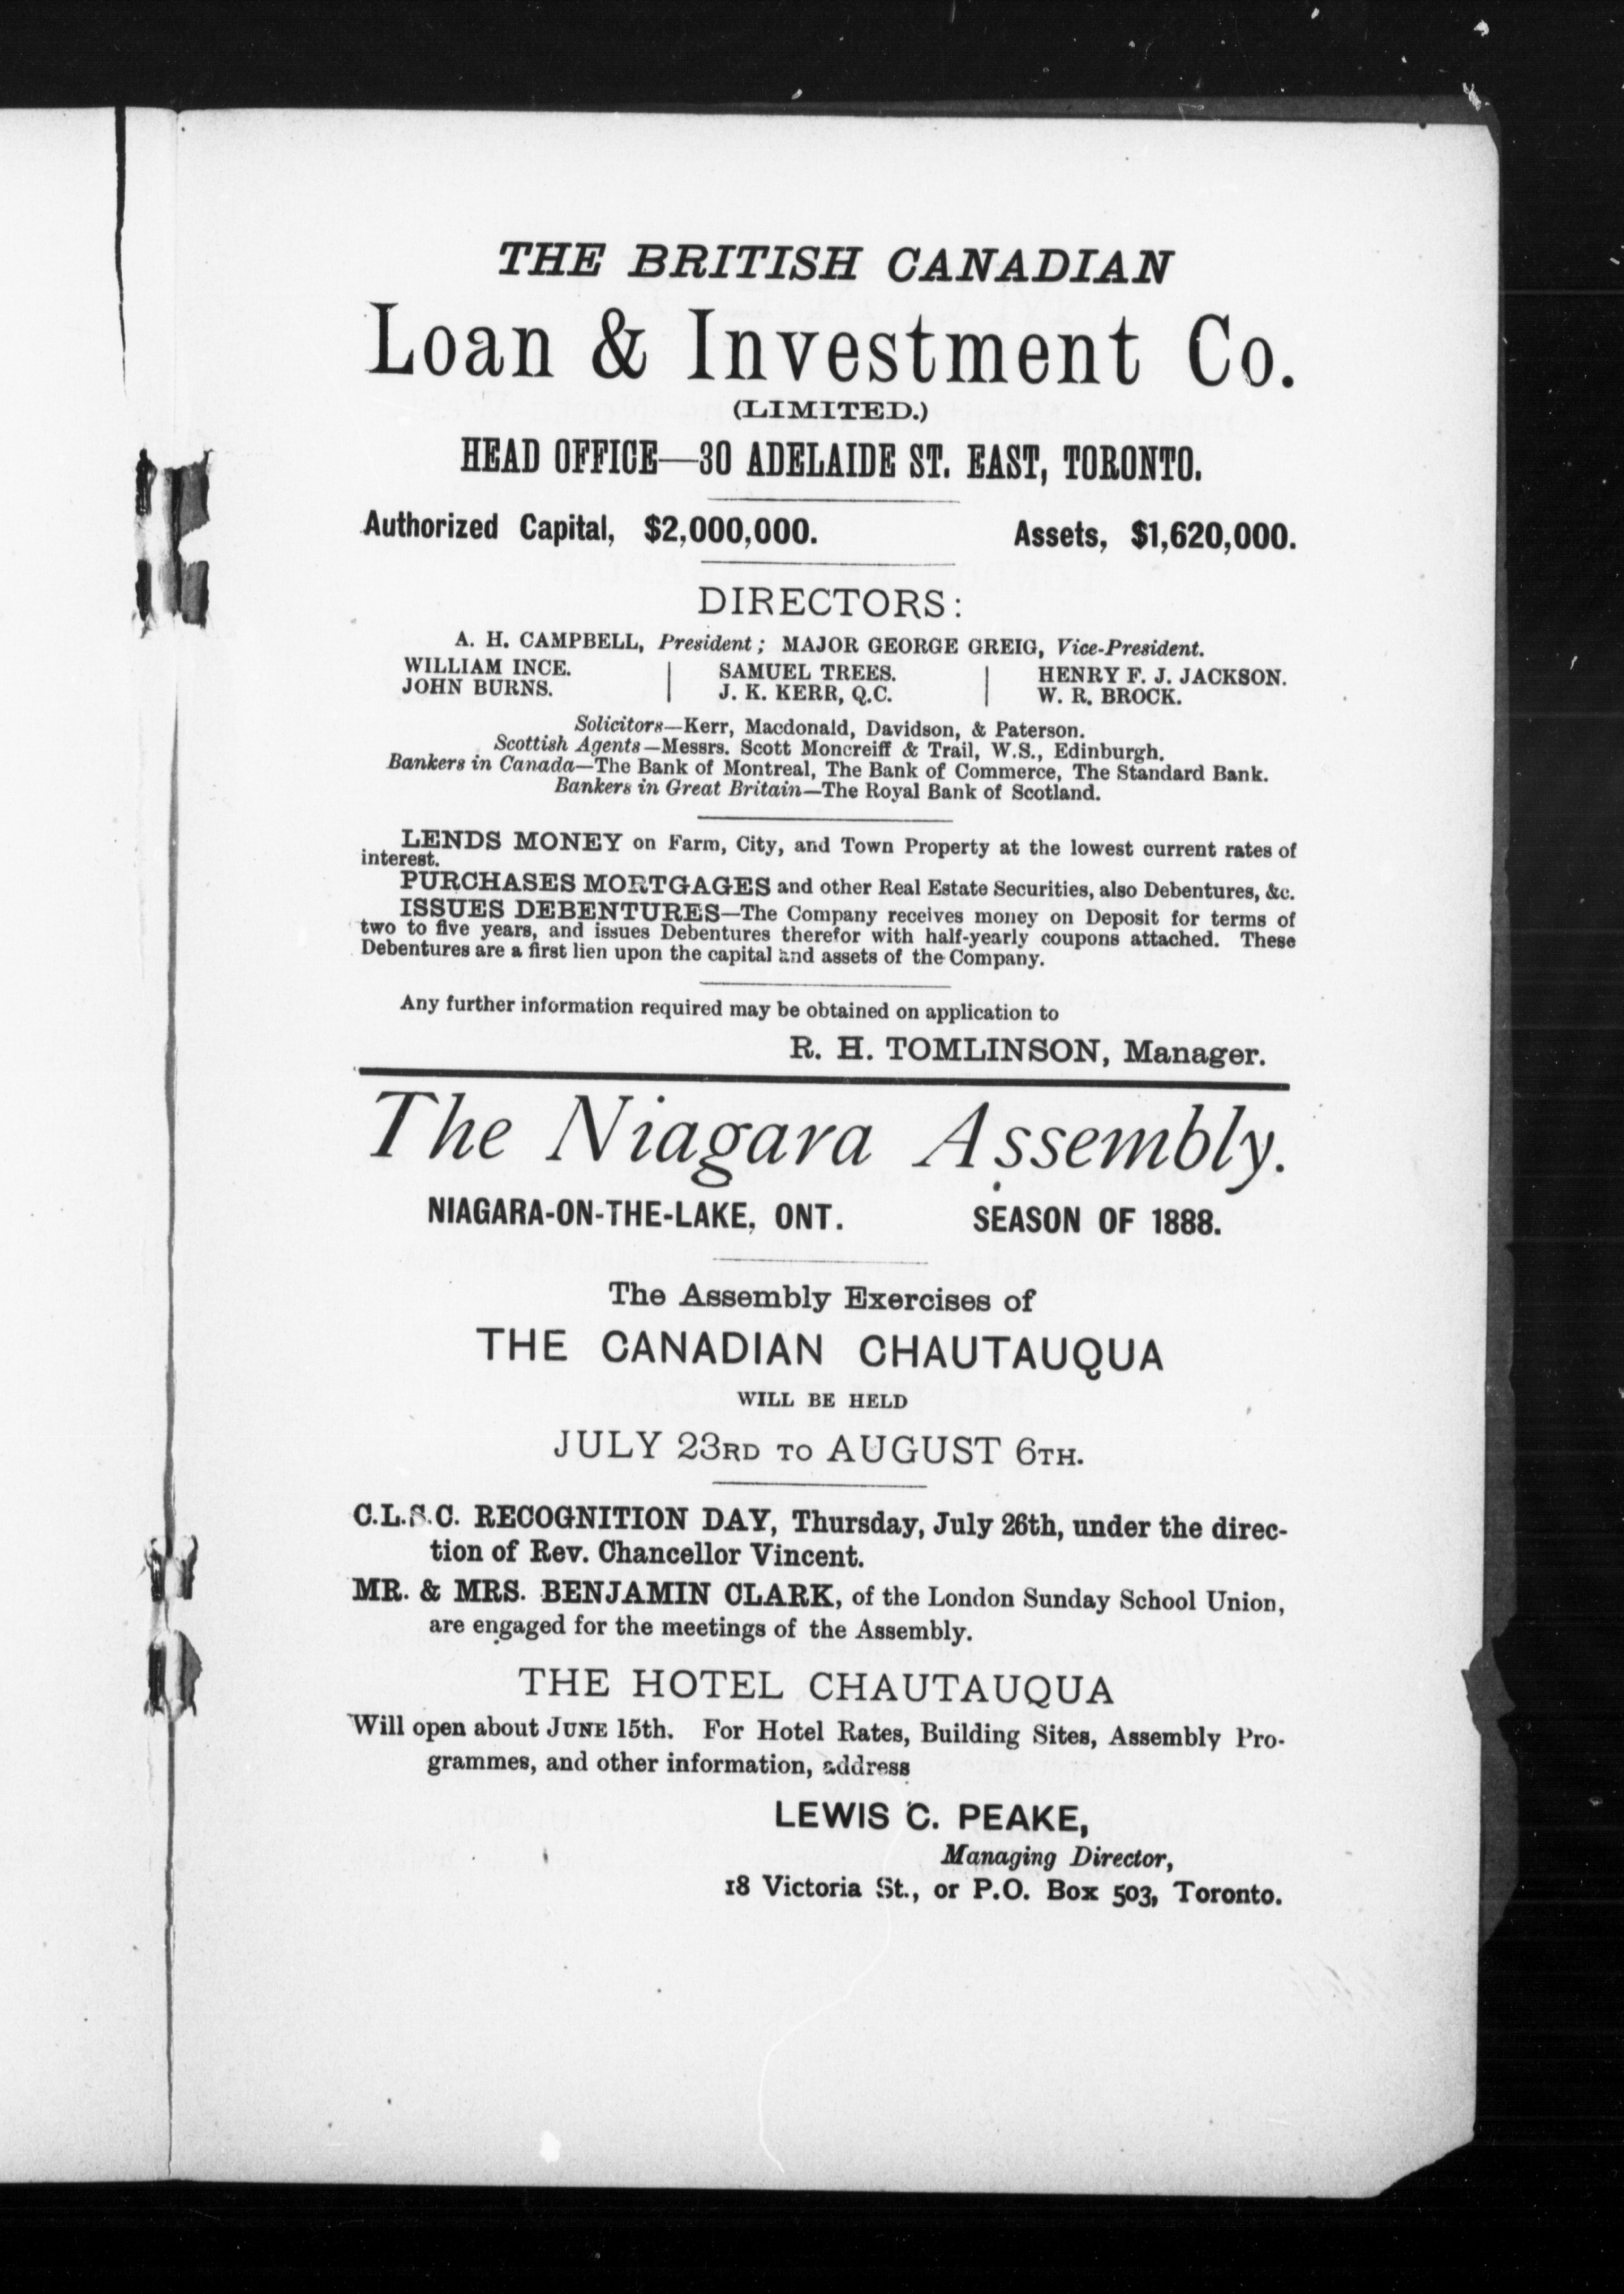 THE BRITISH CANADIAN
Loan & Investment Co.
(LIMITED.)
HEAD OFFICE—30 ADELAIDE ST. EAST, TORONTO.
Authorized Capital, $2,000,000. Assets, $1,620,000.
DIRECTORS:
A. H. CAMPBELL, President; MAJOR GEORGE GREIG, Vice-President.
WILLIAM INCE. | SAMUEL TREES. | HENRY F. J. JACKSON.
JOHN BURNS. | J. K. KERR, Q.C. | W. R. BROCK.
Solicitors—Kerr, Macdonald, Davidson, & Paterson.
Scottish Agents—Messrs. Scott Moncreiff & Trail, W.S., Edinburgh.
Bankers in Canada—The Bank of Montreal, The Bank of Commerce, The Standard Bank.
Bankers in Great Britain—The Royal Bank of Scotland.
LENDS MONEY on Farm, City, and Town Property at the lowest current rates of
interest.
PURCHASES MORTGAGES and other Real Estate Securities, also Debentures, &c.
ISSUES DEBENTURES—The Company receives money on Deposit for terms of
two to five years, and issues Debentures therefor with half-yearly coupons attached. These
Debentures are a first lien upon the capital and assets of the Company.
Any further information required may be obtained on application to
R. H. TOMLINSON, Manager.
The Niagara Assembly.
NIAGARA-ON-THE-LAKE, ONT. SEASON OF 1888.
The Assembly Exercises of
THE CANADIAN CHAUTAUQUA
WILL BE HELD
JULY 23RD TO AUGUST 6TH.
C.L.S.C. RECOGNITION DAY, Thursday, July 26th, under the direc-
tion of Rev. Chancellor Vincent.
MR. & MRS. BENJAMIN CLARK, of the London Sunday School Union,
are engaged for the meetings of the Assembly.
THE HOTEL CHAUTAUQUA
Will open about JUNE 15th. For Hotel Rates, Building Sites, Assembly Pro-
grammes, and other information, address
LEWIS C. PEAKE,
Managing Director,
18 Victoria St., or P.O. Box 503, Toronto.